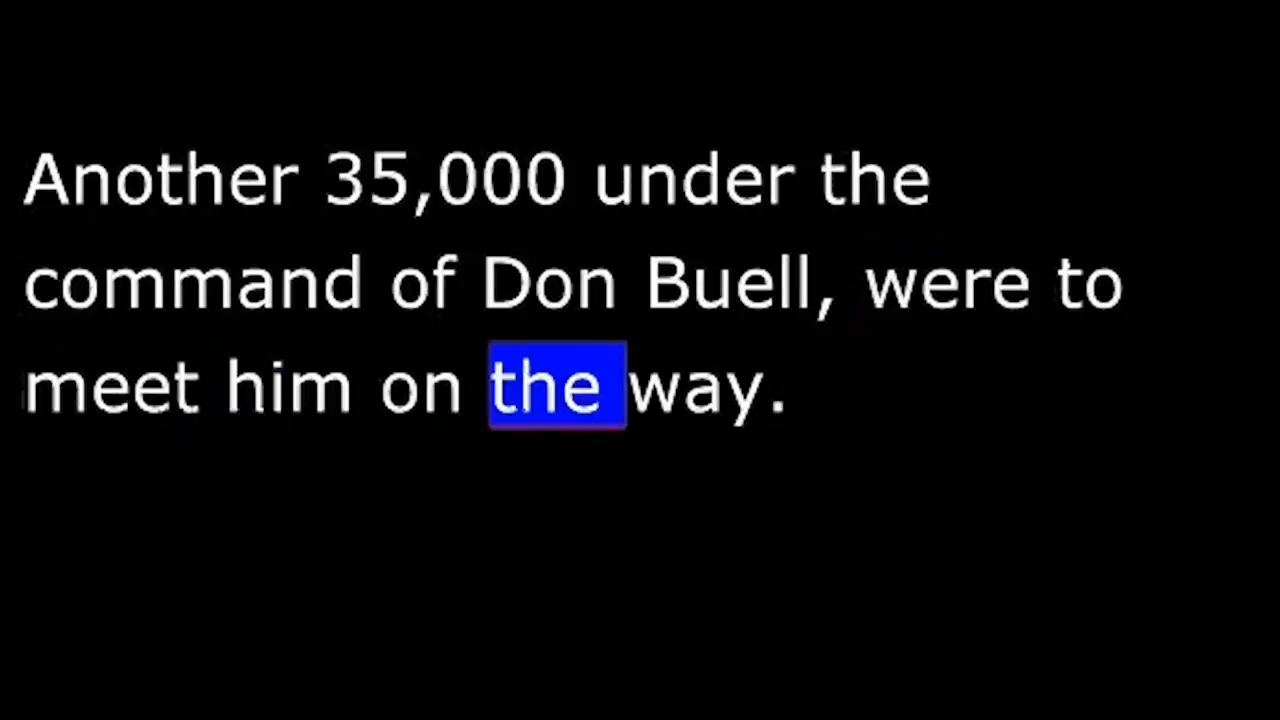 Another 35,000 under the
command of Don Buell, were to
meet him on the way.